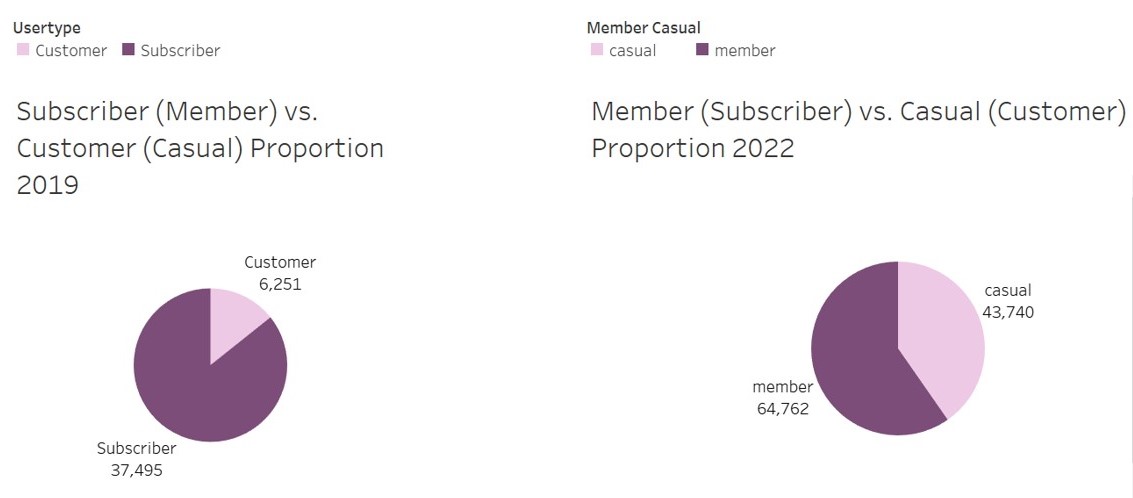 Usertype
Customer Subscriber
Subscriber (Member) vs.
Customer (Casual) Proportion
2019
Customer
6,251
Subscriber
37,495
Member Casual
casual member
Member (Subscriber) vs. Casual (Customer)
Proportion 2022
casual
43,740
member
64,762